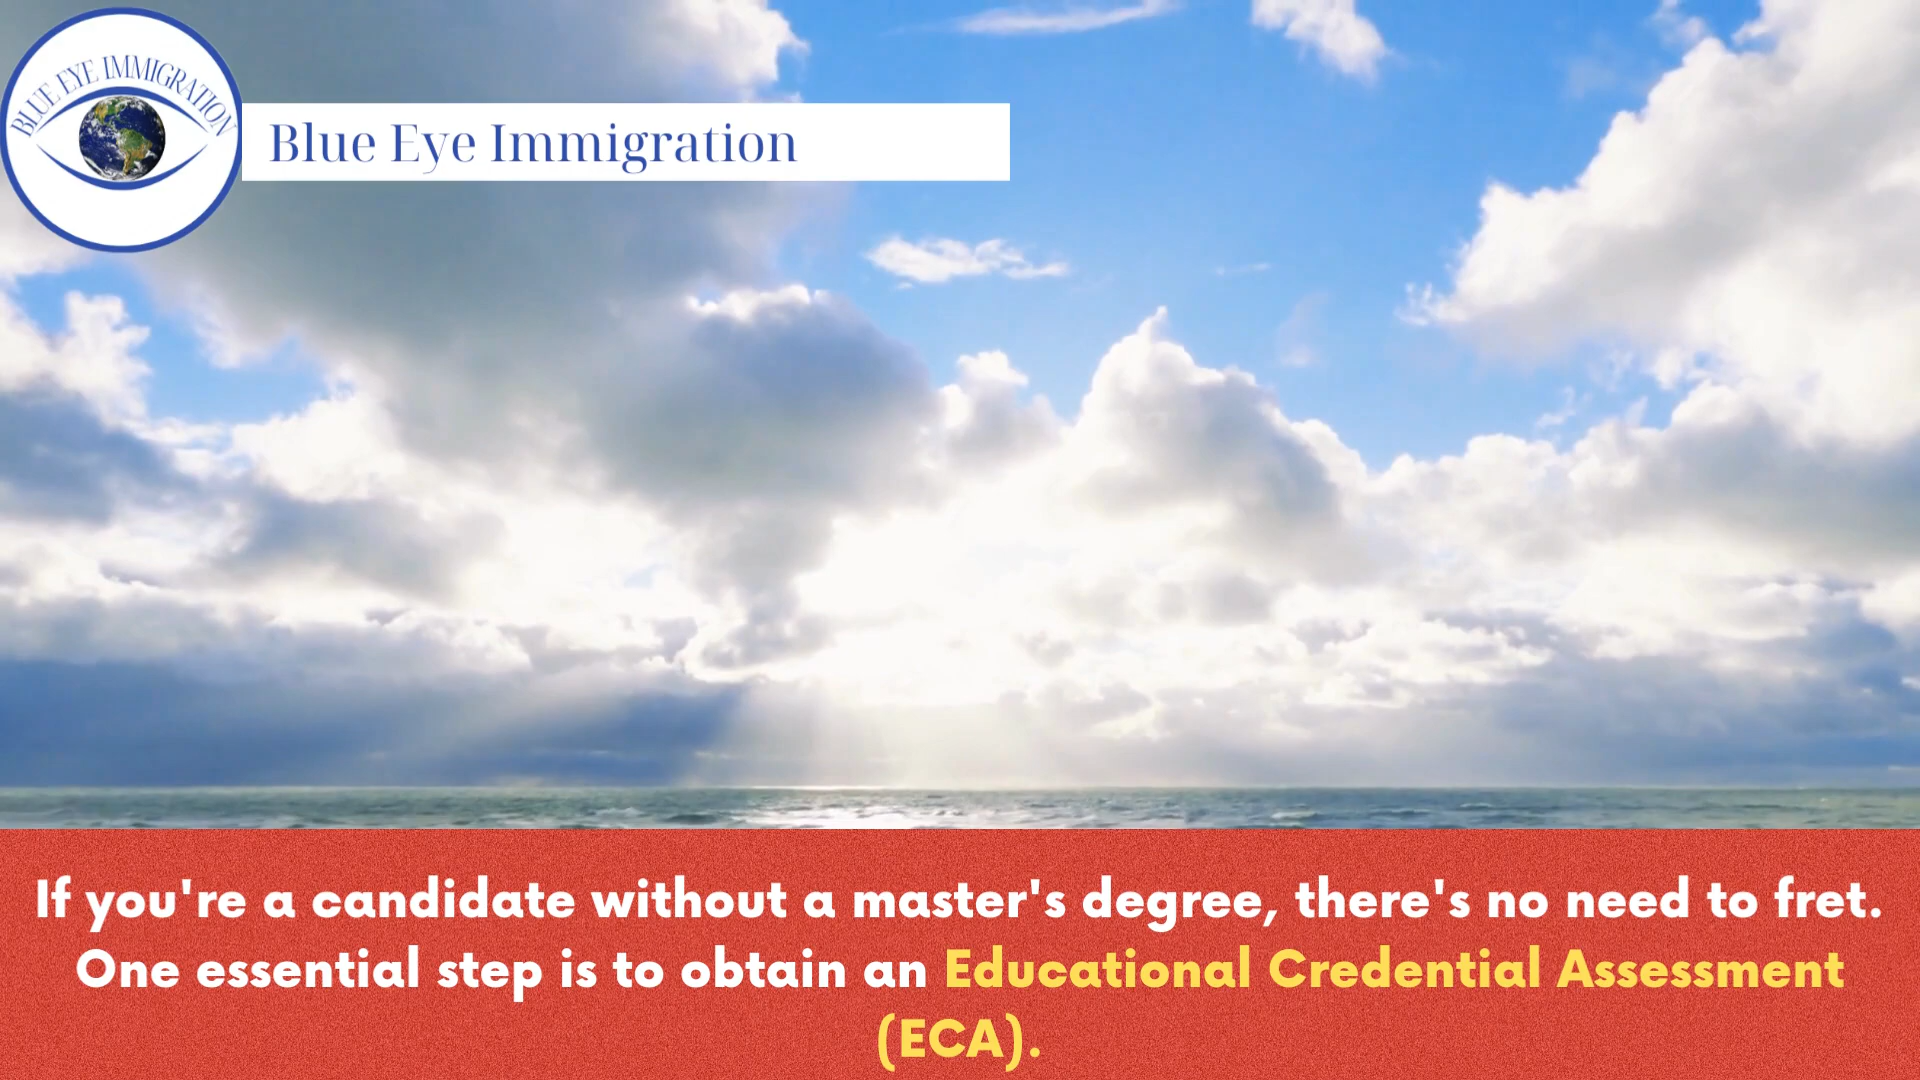 BLUE EYE IMMIGRATION
Blue Eye Immigration
If you're a candidate without a master's degree, there's no need to fret.
One essential step is to obtain an Educational Credential Assessment
(ECA).